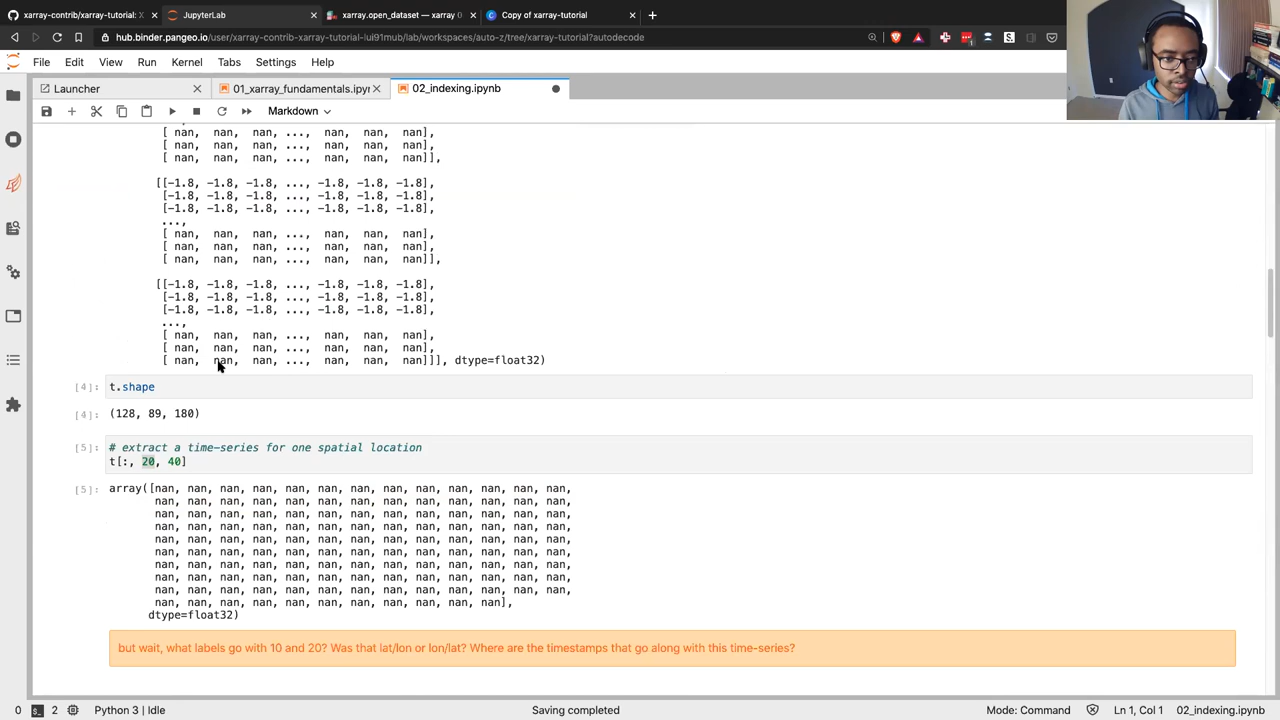 xarray-contrib/xarray-tutorial: X
JupyterLab
xarray.open_dataset — xarray 0
Copy of xarray-tutorial
hub.binder.pangeo.io/user/xarray-contrib-xarray-tutorial-lui91mub/lab/workspaces/auto-z/tree/xarray-tutorial?autodecode
File Edit View Run Kernel Tabs Settings Help
Launcher
01_xarray_fundamentals.ipyn
02_indexing.ipynb
Markdown
[ nan, nan, nan, ..., nan, nan, nan],
[ nan, nan, nan, ..., nan, nan, nan],
[ nan, nan, nan, ..., nan, nan, nan]],
[[-1.8, -1.8, -1.8, ..., -1.8, -1.8, -1.8],
[-1.8, -1.8, -1.8, ..., -1.8, -1.8, -1.8],
[-1.8, -1.8, -1.8, ..., -1.8, -1.8, -1.8],
...,
[ nan, nan, nan, ..., nan, nan, nan],
[ nan, nan, nan, ..., nan, nan, nan],
[ nan, nan, nan, ..., nan, nan, nan]],
[[-1.8, -1.8, -1.8, ..., -1.8, -1.8, -1.8],
[-1.8, -1.8, -1.8, ..., -1.8, -1.8, -1.8],
[-1.8, -1.8, -1.8, ..., -1.8, -1.8, -1.8],
...,
[ nan, nan, nan, ..., nan, nan, nan],
[ nan, nan, nan, ..., nan, nan, nan],
[ nan, nan, nan, ..., nan, nan, nan]]], dtype=float32)
[4]: t.shape
[4]: (128, 89, 180)
[5]: # extract a time-series for one spatial location
t[:, 20, 40]
[5]: array([nan, nan, nan, nan, nan, nan, nan, nan, nan, nan, nan, nan, nan,
nan, nan, nan, nan, nan, nan, nan, nan, nan, nan, nan, nan, nan,
nan, nan, nan, nan, nan, nan, nan, nan, nan, nan, nan, nan, nan,
nan, nan, nan, nan, nan, nan, nan, nan, nan, nan, nan, nan, nan,
nan, nan, nan, nan, nan, nan, nan, nan, nan, nan, nan, nan, nan,
nan, nan, nan, nan, nan, nan, nan, nan, nan, nan, nan, nan, nan,
nan, nan, nan, nan, nan, nan, nan, nan, nan, nan, nan, nan, nan,
nan, nan, nan, nan, nan, nan, nan, nan, nan, nan, nan, nan, nan,
nan, nan, nan, nan, nan, nan, nan, nan, nan, nan, nan, nan, nan,
nan, nan, nan, nan, nan, nan, nan, nan, nan, nan, nan],
dtype=float32)
but wait, what labels go with 10 and 20? Was that lat/lon or lon/lat? Where are the timestamps that go along with this time-series?
0 2 Python 3 | Idle Saving completed Mode: Command Ln 1, Col 1 02_indexing.ipynb